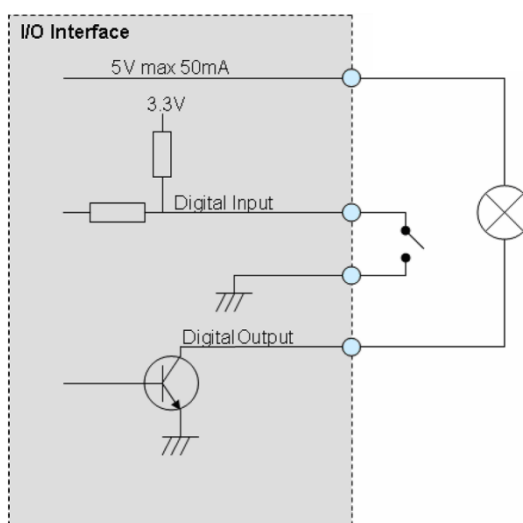 I/O Interface
5V max 50mA
3.3V
Digital Input
Digital Output